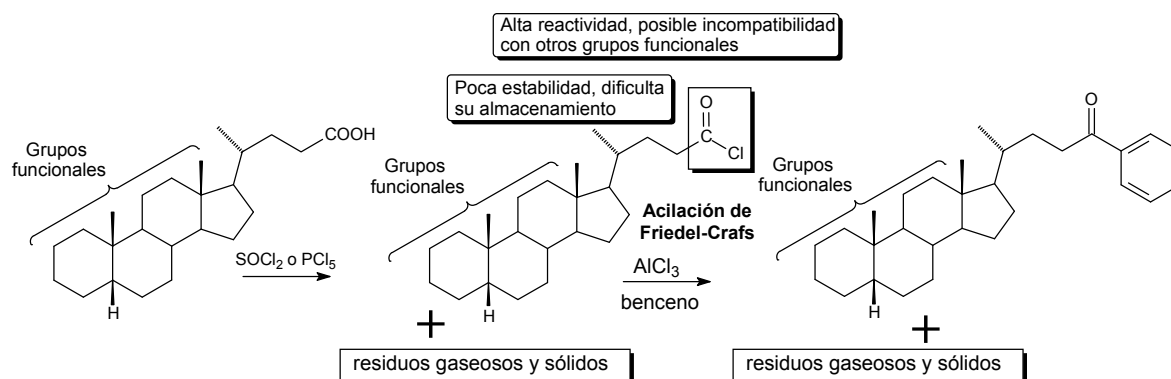 Alta reactividad, posible incompatibilidad
con otros grupos funcionales
Poca estabilidad, dificulta
su almacenamiento
Grupos
funcionales
COOH
H
SOCl2 o PCl5
Grupos
funcionales
O
Cl
H
+
residuos gaseosos y sólidos
Acilación de
Friedel-Crafs
AlCl3
benceno
Grupos
funcionales
O
H
+
residuos gaseosos y sólidos